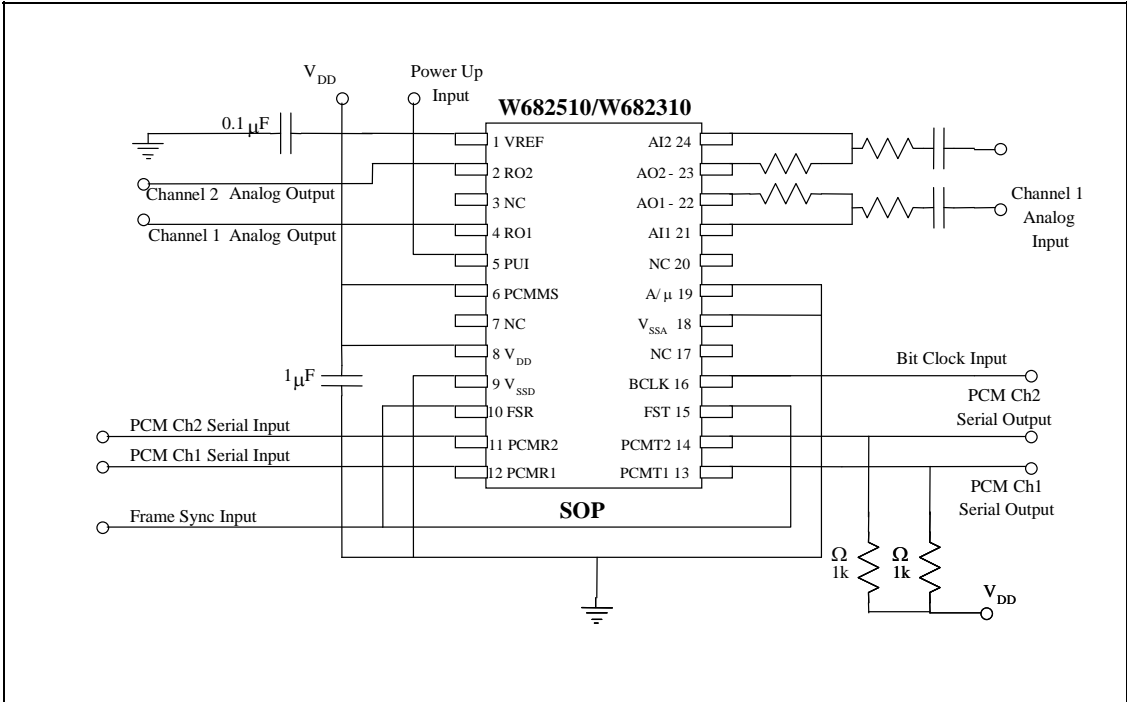 V_DD
Power Up
Input
W682510/W682310
0.1 µF
1 VREF
AI2 24
2 RO2
AO2 - 23
Channel 2 Analog Output
3 NC
AO1 - 22
Channel 1
Analog
Input
Channel 1 Analog Output
4 RO1
AI1 21
5 PUI
NC 20
6 PCMMS
A/ µ 19
7 NC
V_SSA 18
8 V_DD
NC 17
Bit Clock Input
1µF
9 V_SSD
BCLK 16
PCM Ch2
Serial Output
10 FSR
FST 15
PCM Ch2 Serial Input
11 PCMR2
PCMT2 14
PCM Ch1 Serial Input
12 PCMR1
PCMT1 13
PCM Ch1
Serial Output
Frame Sync Input
SOP
Ω
1k
Ω
1k
V_DD